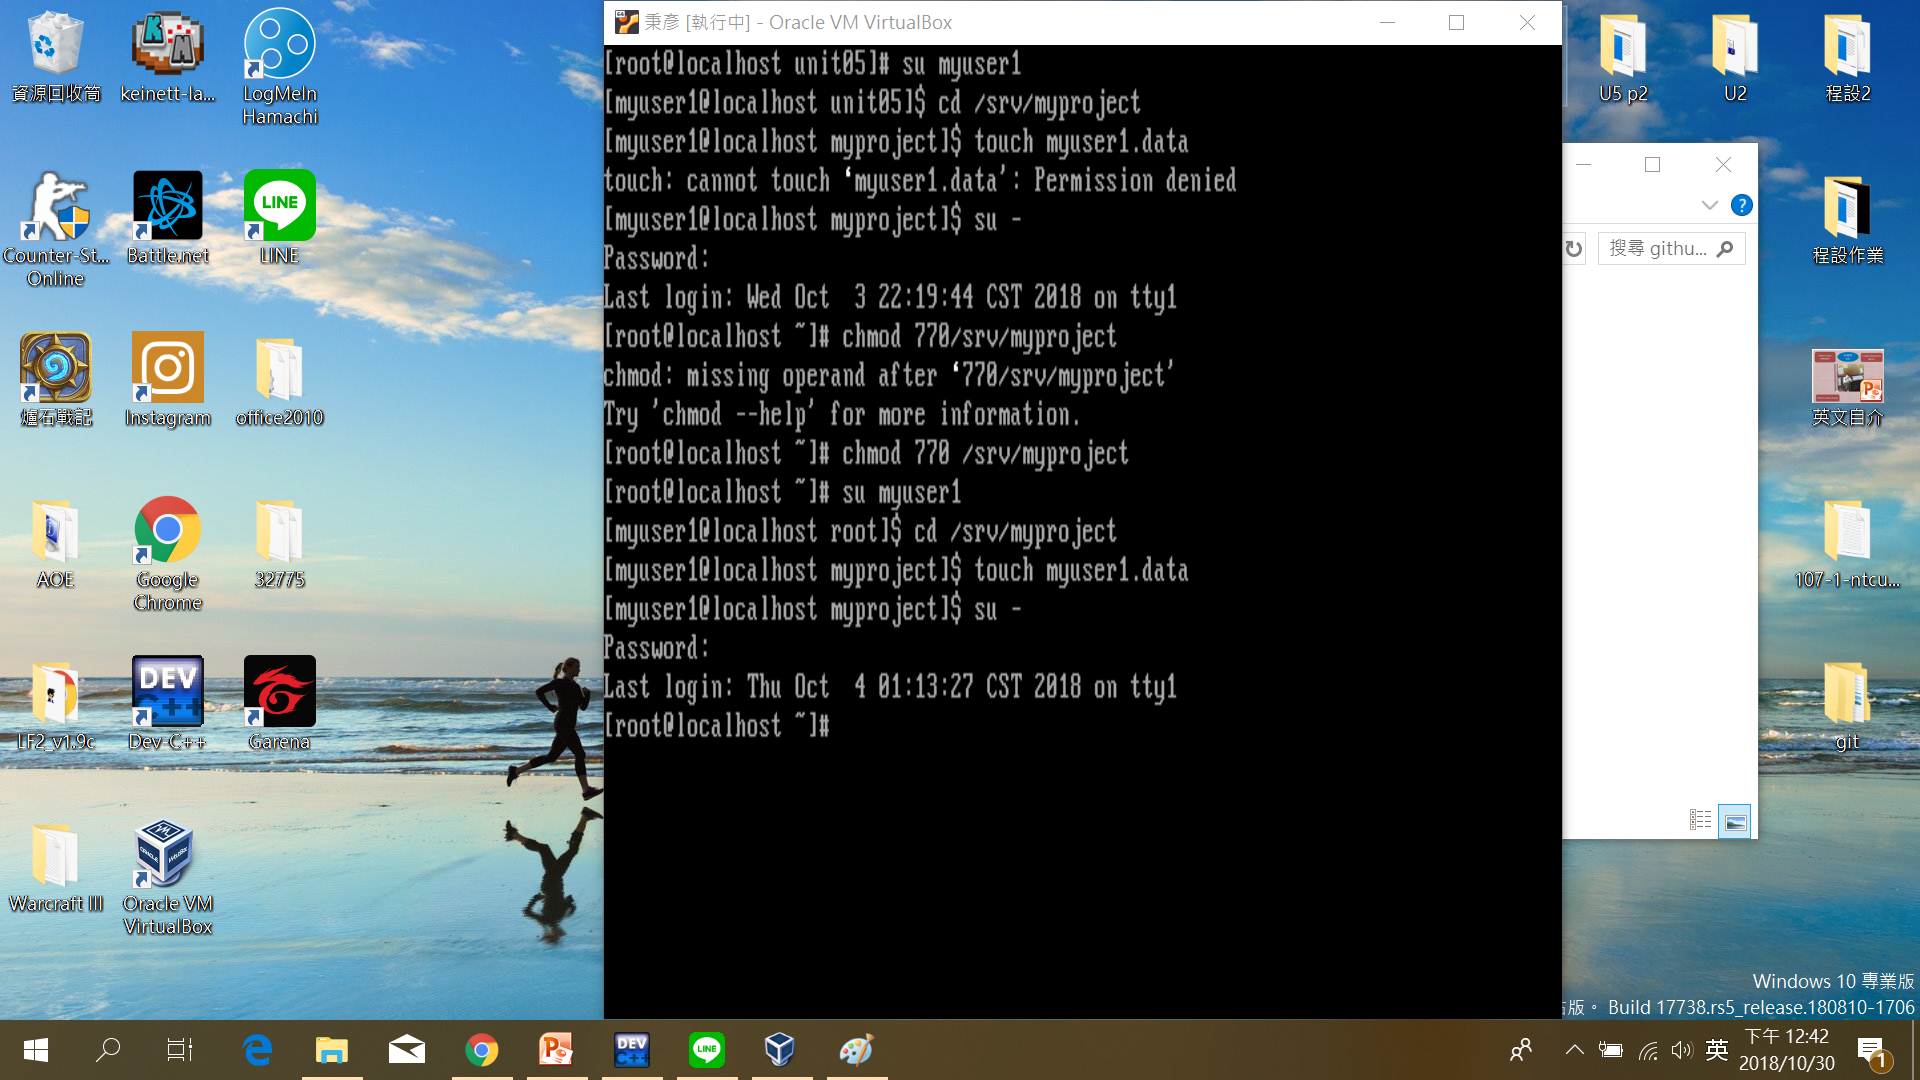 資源回收筒
keinett-la...
LogMeIn
Hamachi
Counter-St...
Online
Battle.net
LINE
LINE
爐石戰記
Instagram
office2010
AOE
Google
Chrome
32775
LF2_v1.9c
DEV
C++
Dev-C++
Garena
Warcraft III
Oracle VM
VirtualBox
秉彥 [執行中] - Oracle VM VirtualBox
[root@localhost unit05]# su myuser1
[myuser1@localhost unit05]$ cd /srv/myproject
[myuser1@localhost myproject]$ touch myuser1.data
touch: cannot touch ‘myuser1.data’: Permission denied
[myuser1@localhost myproject]$ su -
Password:
Last login: Wed Oct  3 22:19:44 CST 2018 on tty1
[root@localhost ~]# chmod 770/srv/myproject
chmod: missing operand after ‘770/srv/myproject’
Try 'chmod --help' for more information.
[root@localhost ~]# chmod 770 /srv/myproject
[root@localhost ~]# su myuser1
[myuser1@localhost root]$ cd /srv/myproject
[myuser1@localhost myproject]$ touch myuser1.data
[myuser1@localhost myproject]$ su -
Password:
Last login: Thu Oct  4 01:13:27 CST 2018 on tty1
[root@localhost ~]#
搜尋 githu...
U5 p2
U2
程設2
程設作業
英文自介
107-1-ntcu...
git
Windows 10 專業版
版。 Build 17738.rs5_release.180810-1706
DEV
C++
LINE
英
下午 12:42
2018/10/30
1